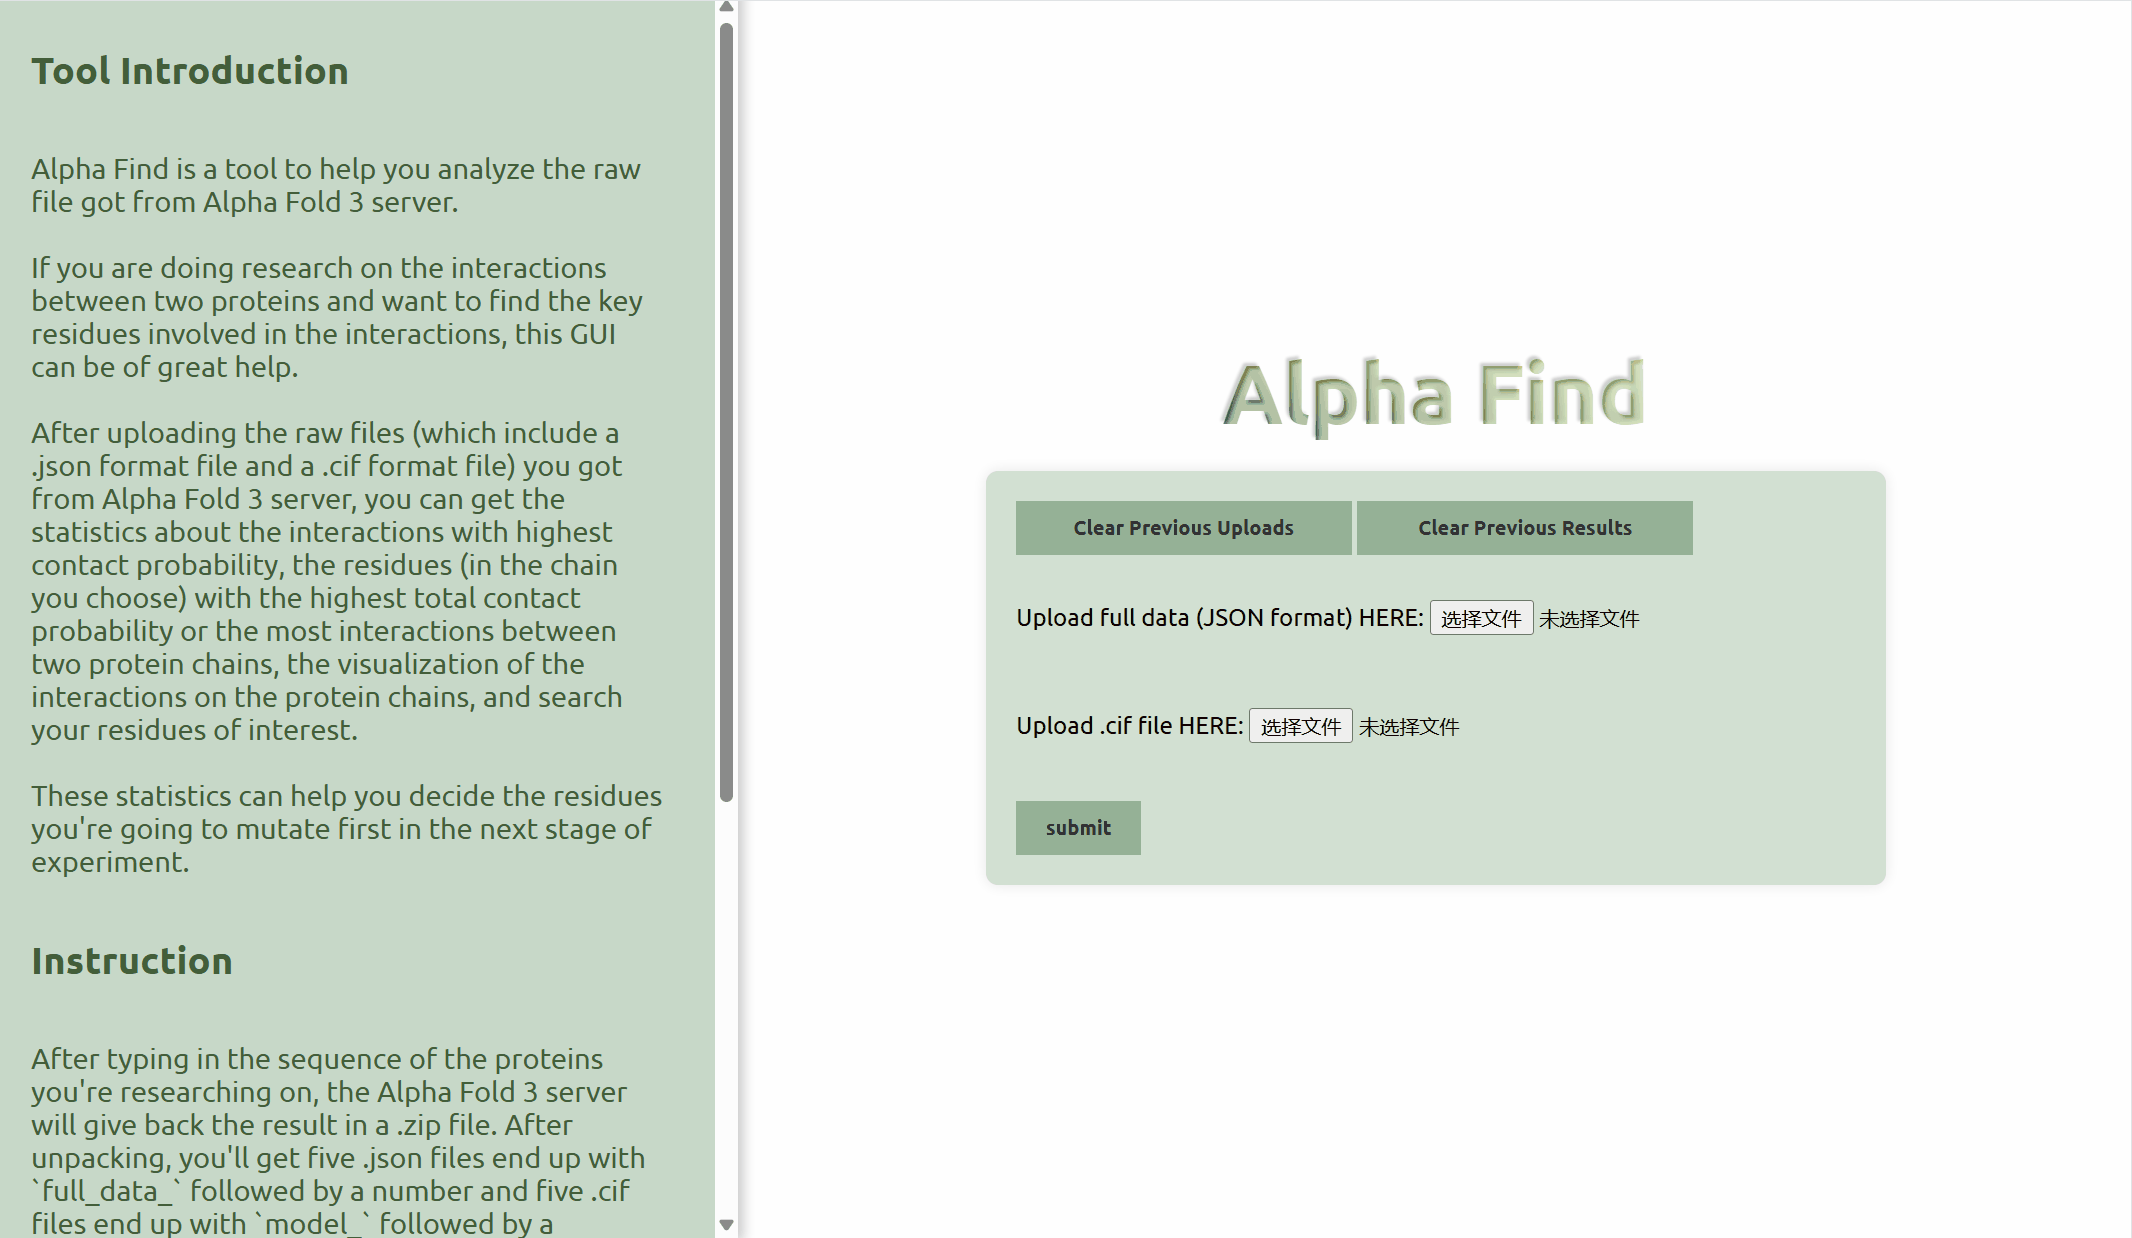 Tool Introduction
Alpha Find is a tool to help you analyze the raw
file got from Alpha Fold 3 server.
If you are doing research on the interactions
between two proteins and want to find the key
residues involved in the interactions, this GUI
can be of great help.
After uploading the raw files (which include a
.json format file and a .cif format file) you got
from Alpha Fold 3 server, you can get the
statistics about the interactions with highest
contact probability, the residues (in the chain
you choose) with the highest total contact
probability or the most interactions between
two protein chains, the visualization of the
interactions on the protein chains, and search
your residues of interest.
These statistics can help you decide the residues
you're going to mutate first in the next stage of
experiment.
Instruction
After typing in the sequence of the proteins
you're researching on, the Alpha Fold 3 server
will give back the result in a .zip file. After
unpacking, you'll get five .json files end up with
`full_data_` followed by a number and five .cif
files end up with `model_` followed by a
Alpha Find
Clear Previous Uploads
Clear Previous Results
Upload full data (JSON format) HERE: 选择文件 未选择文件
Upload .cif file HERE: 选择文件 未选择文件
submit